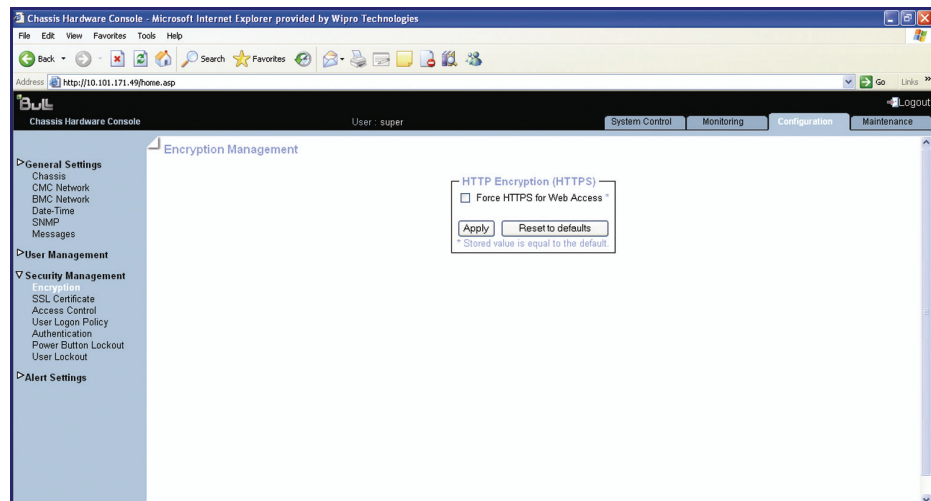 Chassis Hardware Console - Microsoft Internet Explorer provided by Wipro Technologies
File Edit View Favorites Tools Help
Back Search Favorites
Address http://10.101.171.49/home.asp Go Links »
Bull
Logout
Chassis Hardware Console User : super System Control Monitoring Configuration Maintenance
Encryption Management
General Settings
Chassis
CMC Network
BMC Network
Date-Time
SNMP
Messages
User Management
Security Management
Encryption
SSL Certificate
Access Control
User Logon Policy
Authentication
Power Button Lockout
User Lockout
Alert Settings
HTTP Encryption (HTTPS)
Force HTTPS for Web Access *
Apply Reset to defaults
* Stored value is equal to the default.